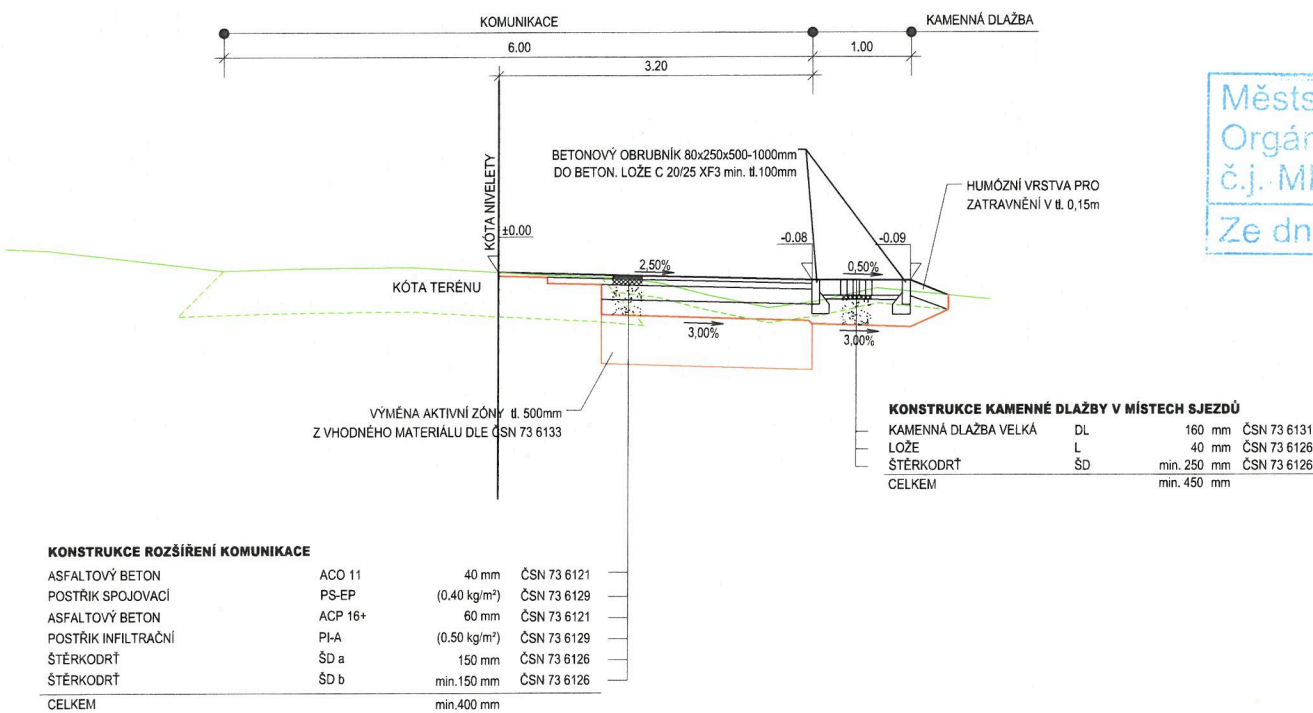 KOMUNIKACE
KAMENNÁ DLAŽBA
6.00
1.00
3.20
Orgán
Ze dn
BETONOVÝ OBRUBNÍK 80x250x500-1000mm
DO BETON. LOŽE C 20/25 XF3 min. tl.100mm
HUMÓZNÍ VRSTVA PRO
ZATRAVNĚNÍ V tl. 0,15m
KÓTA NIVELETY
±0.00
-0.08
-0.09
2,50%
0,50%
KÓTA TERÉNU
3,00%
3,00%
VÝMĚNA AKTIVNÍ ZÓNY tl. 500mm
Z VHODNÉHO MATERIÁLU DLE ČSN 73 6133
KONSTRUKCE KAMENNÉ DLAŽBY V MÍSTECH SJEZDŮ
KAMENNÁ DLAŽBA VELKÁ DL 160 mm ČSN 73 6131
LOŽE L 40 mm ČSN 73 6126
ŠTĚRKODRŤ ŠD min. 250 mm ČSN 73 6126
CELKEM min. 450 mm
KONSTRUKCE ROZŠÍŘENÍ KOMUNIKACE
ASFALTOVÝ BETON ACO 11 40 mm ČSN 73 6121
POSTŘIK SPOJOVACÍ PS-EP (0.40 kg/m²) ČSN 73 6129
ASFALTOVÝ BETON ACP 16+ 60 mm ČSN 73 6121
POSTŘIK INFILTRAČNÍ PI-A (0.50 kg/m²) ČSN 73 6129
ŠTĚRKODRŤ ŠD a 150 mm ČSN 73 6126
ŠTĚRKODRŤ ŠD b min.150 mm ČSN 73 6126
CELKEM min.400 mm